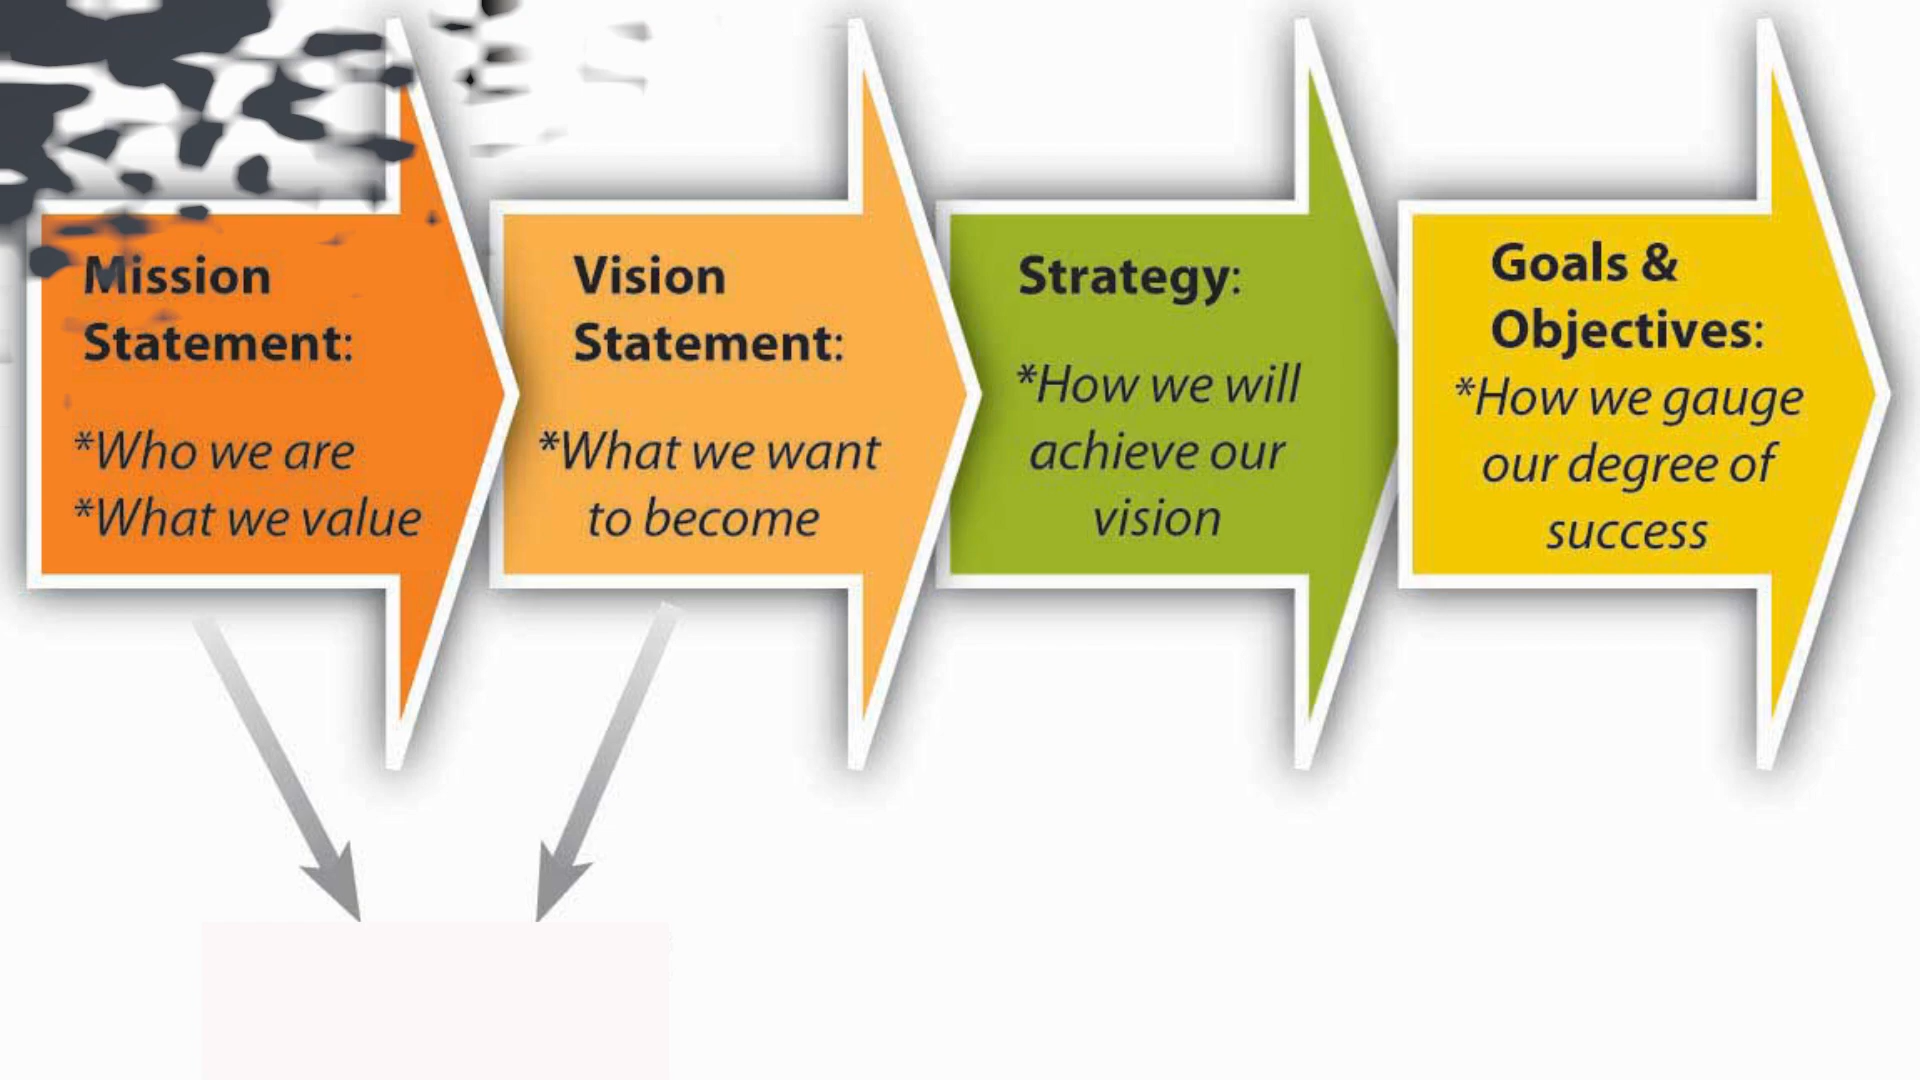 Mission
Statement:
*Who we are
*What we value
Vision
Statement:
*What we want
to become
Strategy:
*How we will
achieve our
vision
Goals &
Objectives:
*How we gauge
our degree of
success